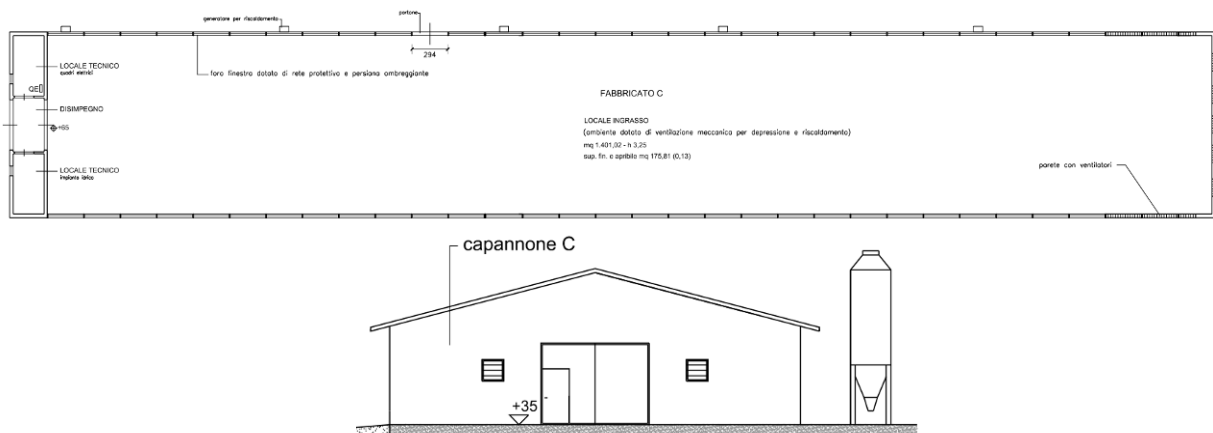 generatore per riscaldamento
portone
294
LOCALE TECNICO
quadri elettrici
foro finestra dotato di rete protettiva e persiana ombreggiante
QE
FABBRICATO C
DISIMPEGNO
LOCALE INGRASSO
+65
(ambiente dotato di ventilazione meccanica per depressione e riscaldamento)
mq 1.401,02 - h 3,25
sup. fin. e apribile mq 175,81 (0,13)
parete con ventilatori
LOCALE TECNICO
impianto idrico
capannone C
+35